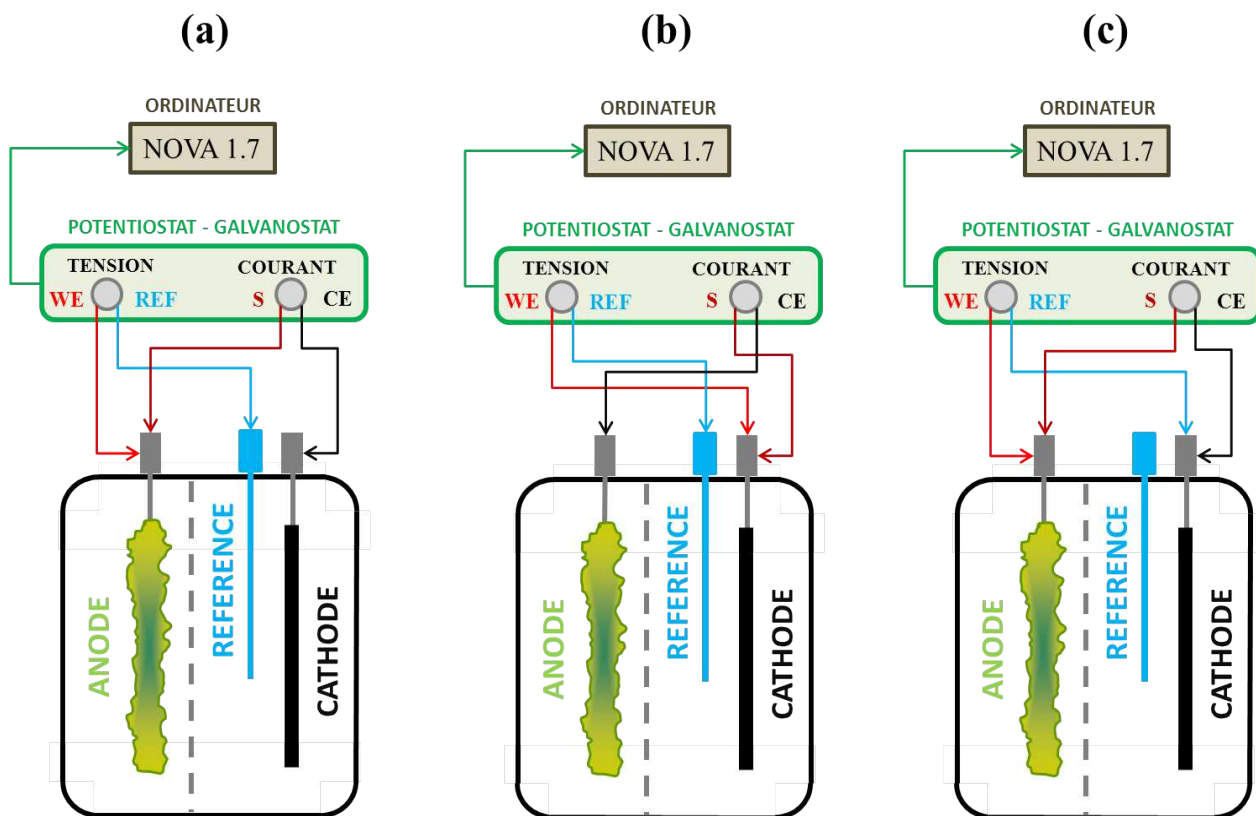 (a)
ORDINATEUR
NOVA 1.7
POTENTIOSTAT - GALVANOSTAT
TENSION COURANT
WE REF S CE
ANODE
REFERENCE
CATHODE
(b)
ORDINATEUR
NOVA 1.7
POTENTIOSTAT - GALVANOSTAT
TENSION COURANT
WE REF S CE
ANODE
REFERENCE
CATHODE
(c)
ORDINATEUR
NOVA 1.7
POTENTIOSTAT - GALVANOSTAT
TENSION COURANT
WE REF S CE
ANODE
REFERENCE
CATHODE